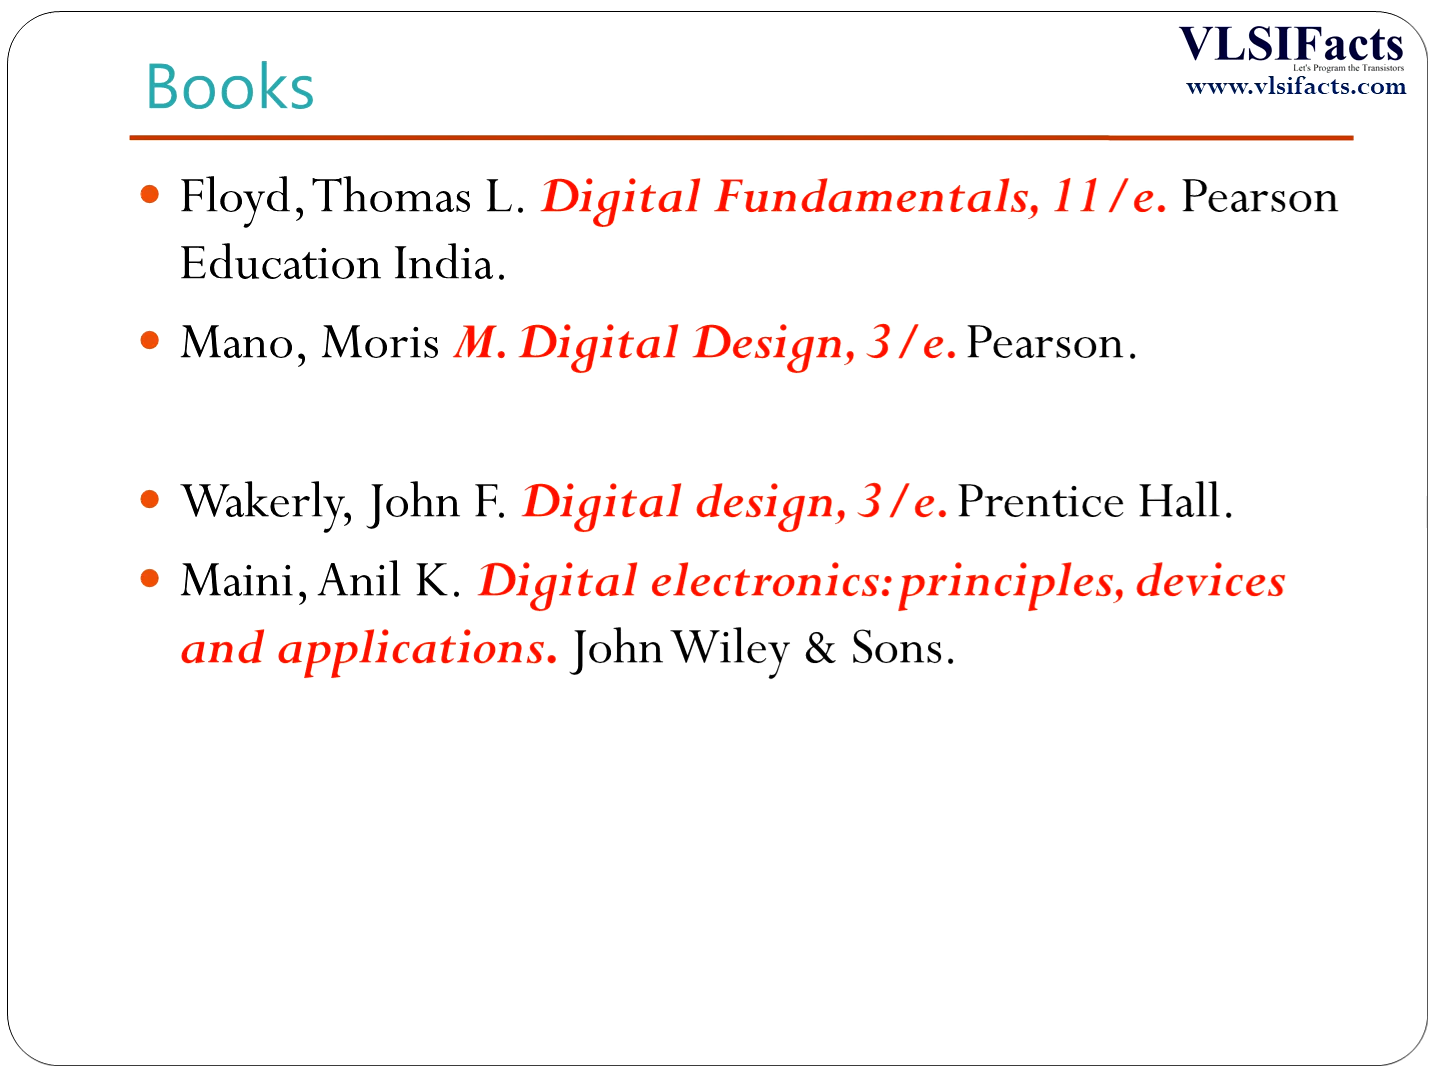 VLSIFacts
Let's Program the Transistors
www.vlsifacts.com
Books
Floyd, Thomas L. Digital Fundamentals, 11/e. Pearson
Education India.
Mano, Moris M. Digital Design, 3/e. Pearson.
Wakerly, John F. Digital design, 3/e. Prentice Hall.
Maini, Anil K. Digital electronics: principles, devices
and applications. John Wiley & Sons.